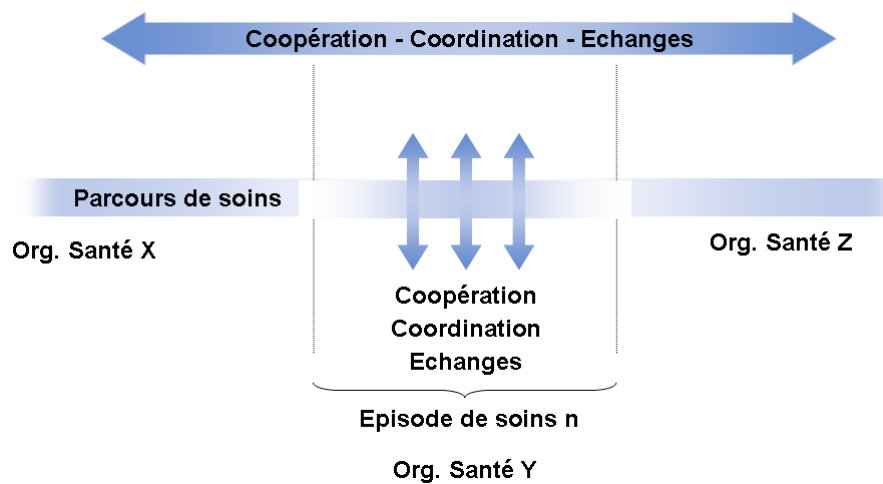 Coopération - Coordination - Echanges
Parcours de soins
Org. Santé X
Org. Santé Z
Coopération
Coordination
Echanges
Episode de soins n
Org. Santé Y